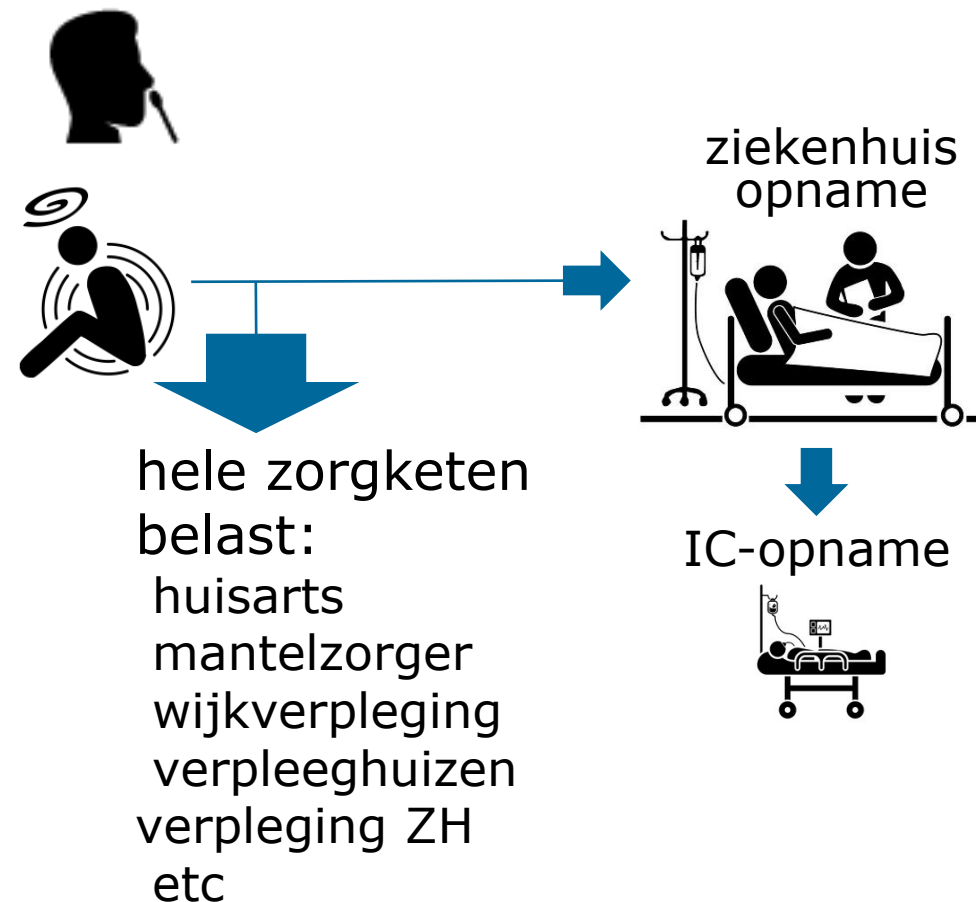 ziekenhuis
opname
hele zorgketen
belast:
huisarts
mantelzorger
wijkverpleging
verpleeghuizen
verpleging ZH
etc
IC-opname